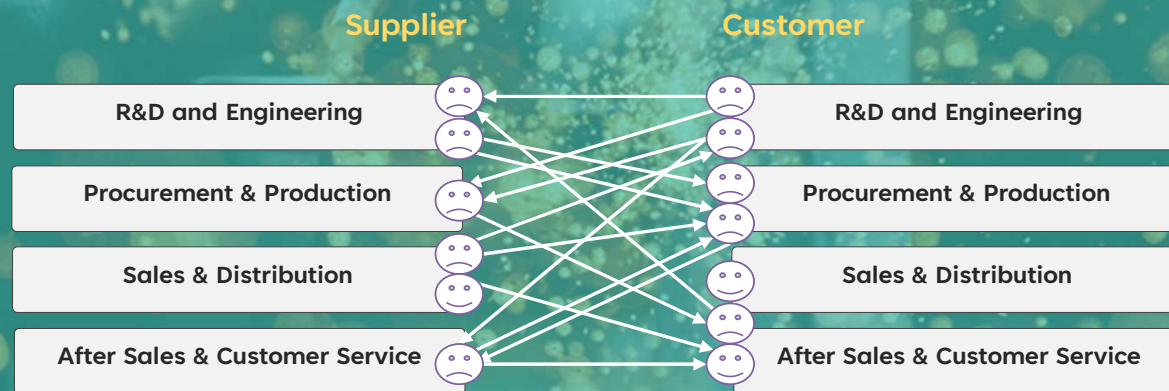 Supplier
Customer
R&D and Engineering
R&D and Engineering
Procurement & Production
Procurement & Production
Sales & Distribution
Sales & Distribution
After Sales & Customer Service
After Sales & Customer Service